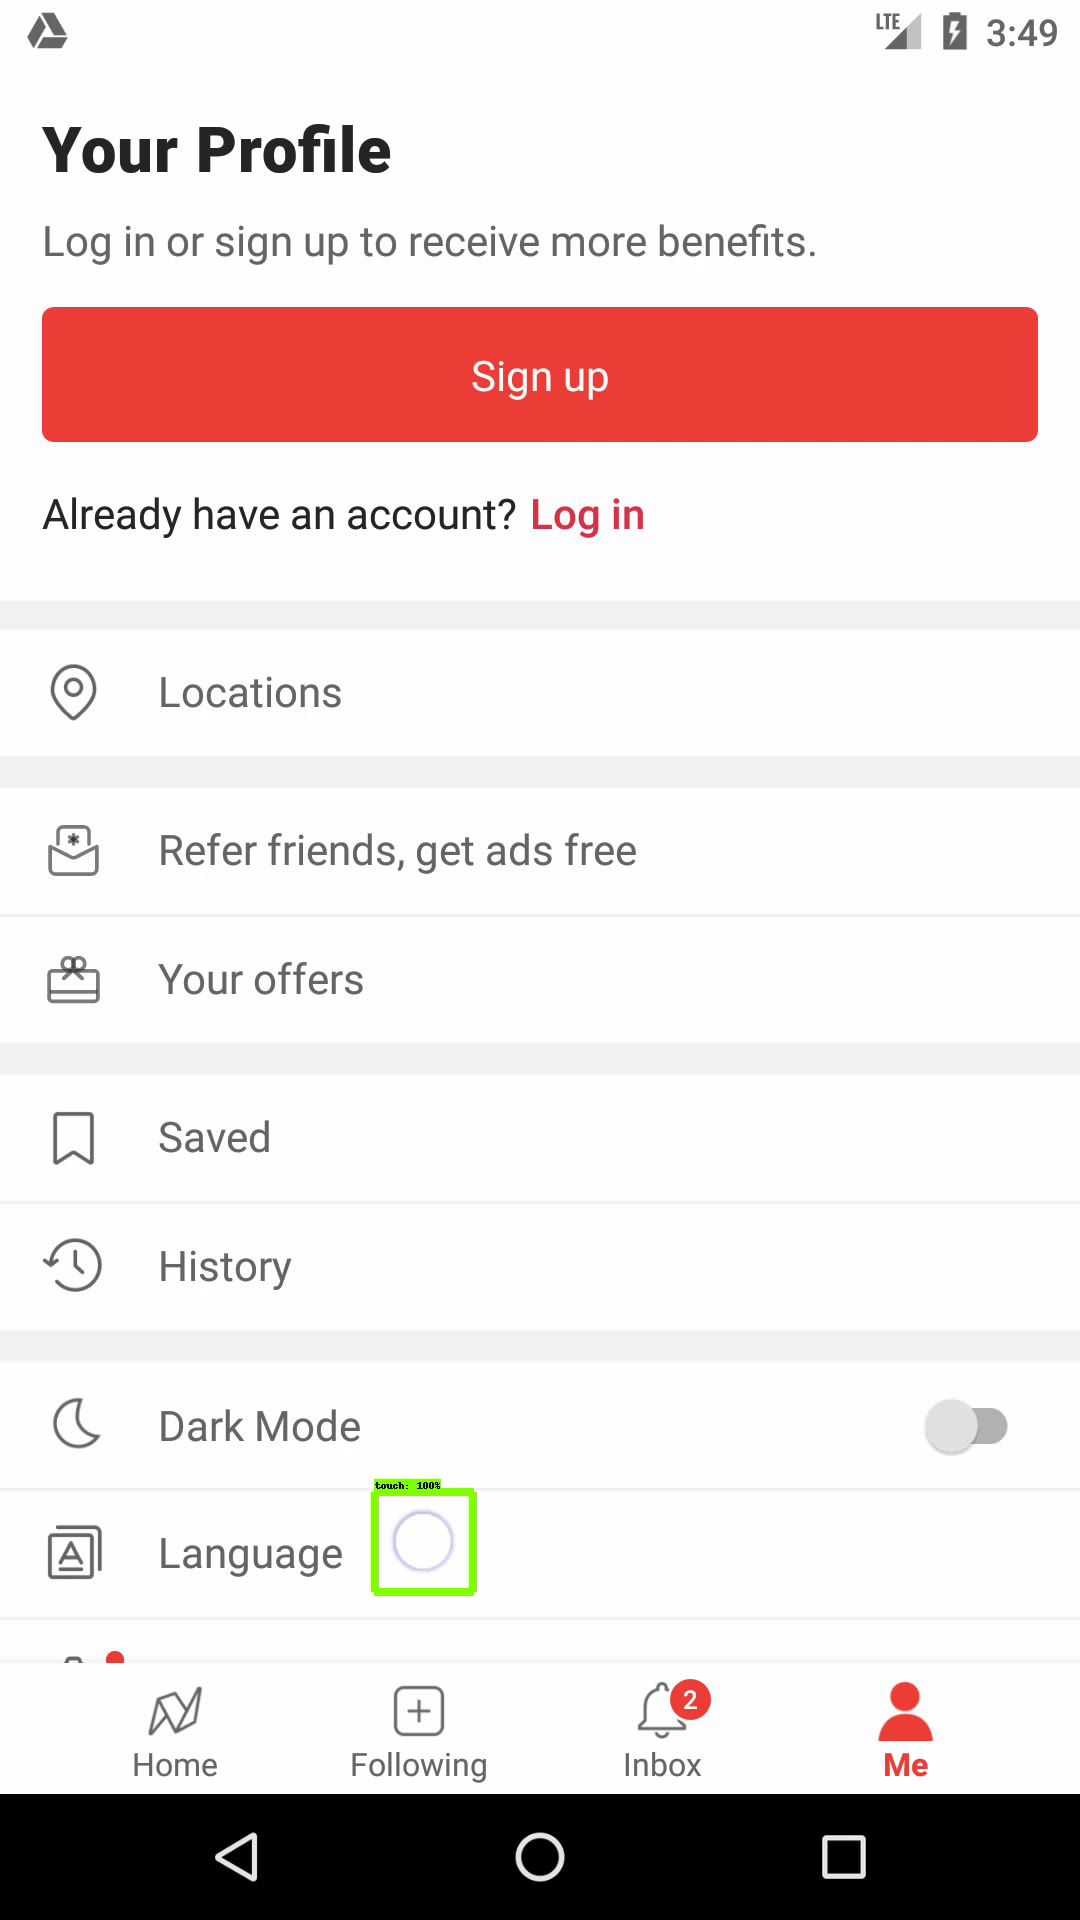 LTE 3:49
Your Profile
Log in or sign up to receive more benefits.
Sign up
Already have an account? Log in
Locations
Refer friends, get ads free
Your offers
Saved
History
Dark Mode
touch: 100%
Language
2
Home Following Inbox Me